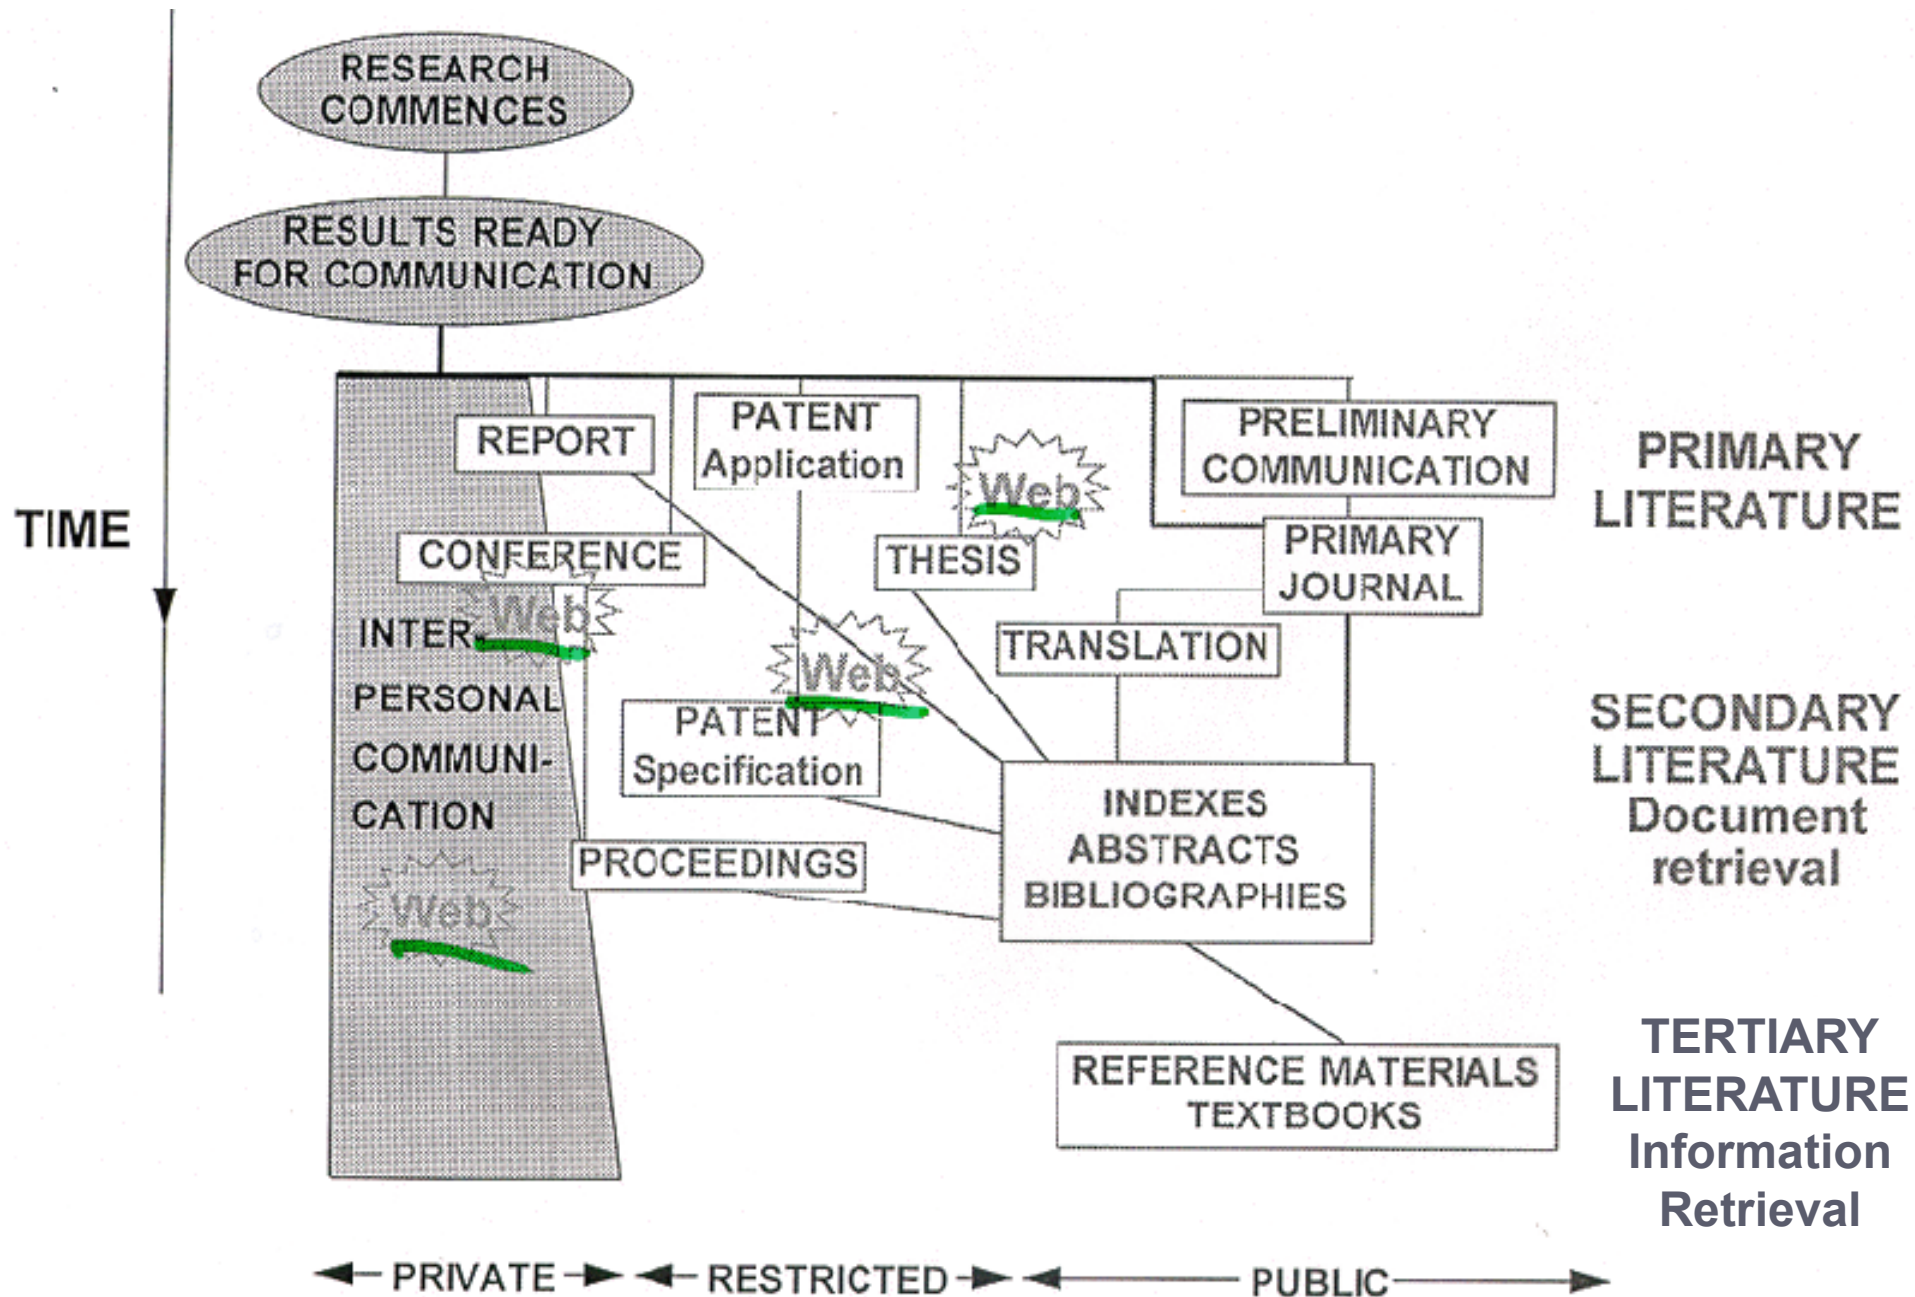 RESEARCH
COMMENCES
RESULTS READY
FOR COMMUNICATION
TIME
REPORT
PATENT
Application
Web
PRELIMINARY
COMMUNICATION
PRIMARY
LITERATURE
CONFERENCE
THESIS
PRIMARY
JOURNAL
Web
INTER-
PERSONAL
COMMUNI-
CATION
Web
TRANSLATION
PATENT
Specification
SECONDARY
LITERATURE
Document
retrieval
INDEXES
ABSTRACTS
BIBLIOGRAPHIES
PROCEEDINGS
Web
REFERENCE MATERIALS
TEXTBOOKS
TERTIARY
LITERATURE
Information
Retrieval
PRIVATE
RESTRICTED
PUBLIC